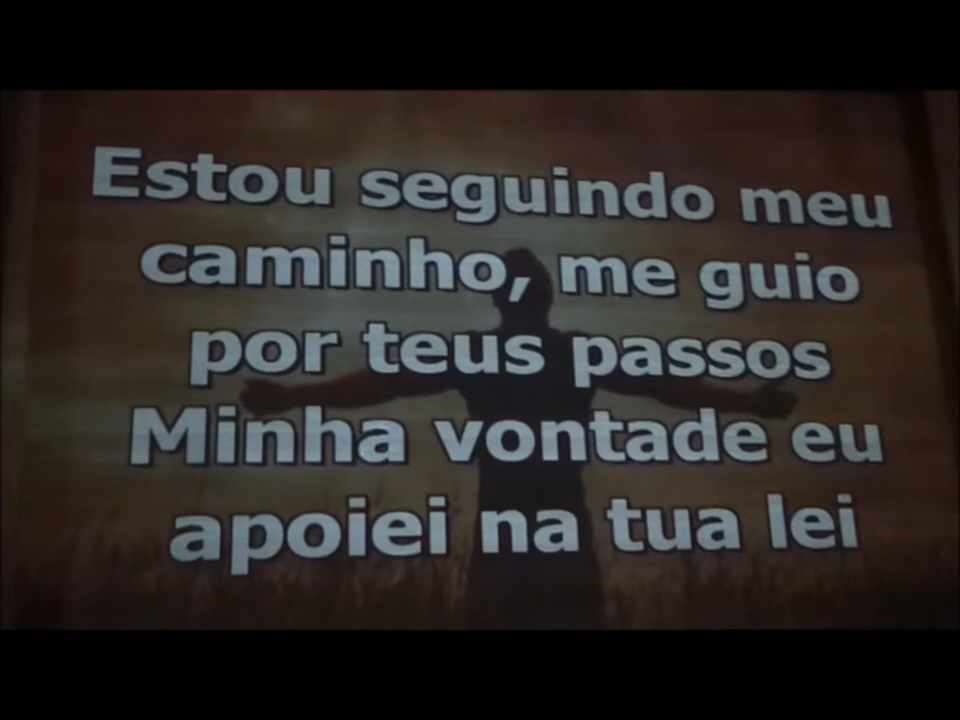 Estou seguindo meu
caminho, me guio
por teus passos
Minha vontade eu
apoiei na tua lei